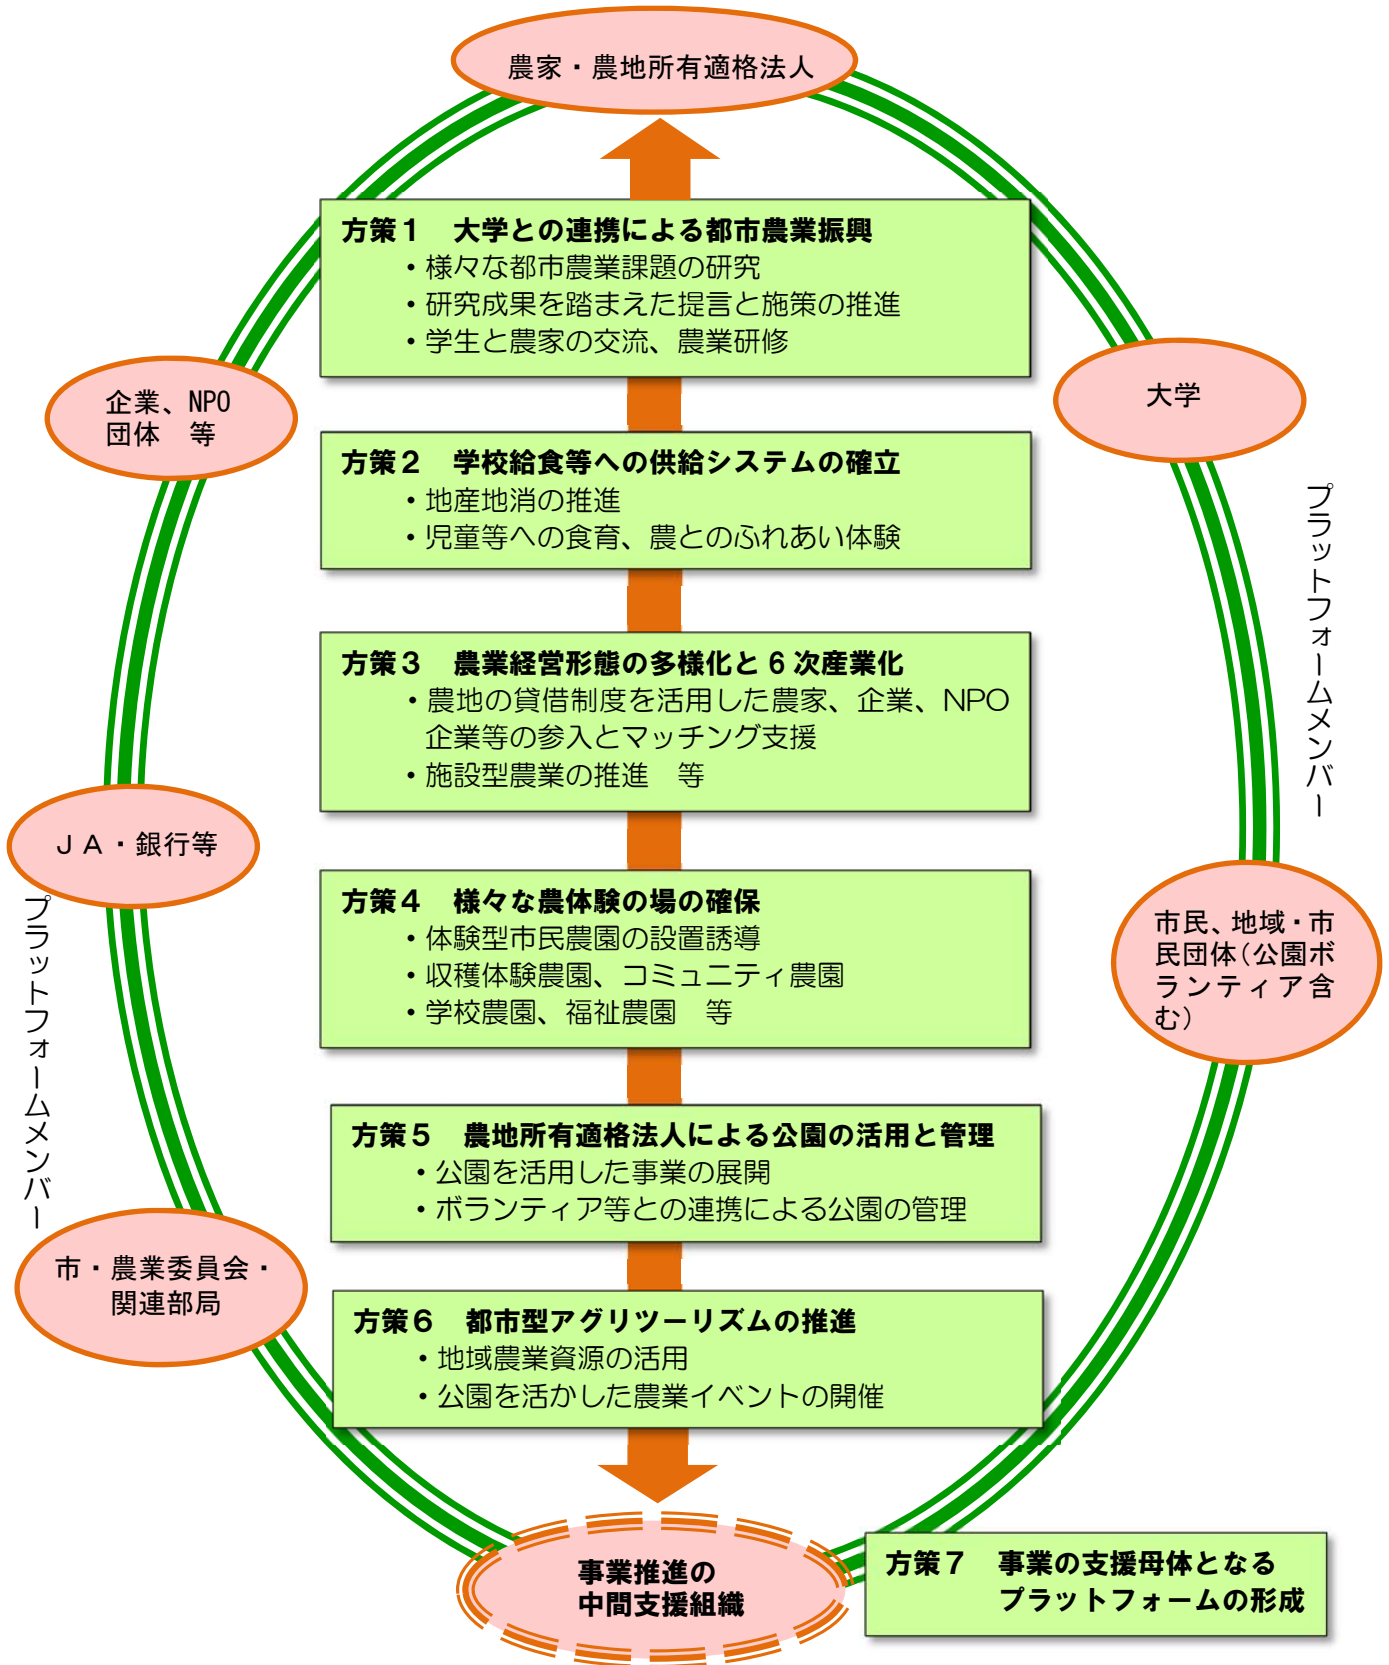 農家・農地所有適格法人
方策１　大学との連携による都市農業振興
・様々な都市農業課題の研究
・研究成果を踏まえた提言と施策の推進
・学生と農家の交流、農業研修
企業、NPO
団体　等
大学
方策２　学校給食等への供給システムの確立
・地産地消の推進
・児童等への食育、農とのふれあい体験
プラットフォームメンバー
方策３　農業経営形態の多様化と６次産業化
・農地の貸借制度を活用した農家、企業、NPO
企業等の参入とマッチング支援
・施設型農業の推進　等
ＪＡ・銀行等
方策４　様々な農体験の場の確保
・体験型市民農園の設置誘導
・収穫体験農園、コミュニティ農園
・学校農園、福祉農園　等
市民、地域・市
民団体（公園ボ
ランティア含
む）
プラットフォームメンバー
方策５　農地所有適格法人による公園の活用と管理
・公園を活用した事業の展開
・ボランティア等との連携による公園の管理
市・農業委員会・
関連部局
方策６　都市型アグリツーリズムの推進
・地域農業資源の活用
・公園を活かした農業イベントの開催
事業推進の
中間支援組織
方策７　事業の支援母体となる
プラットフォームの形成